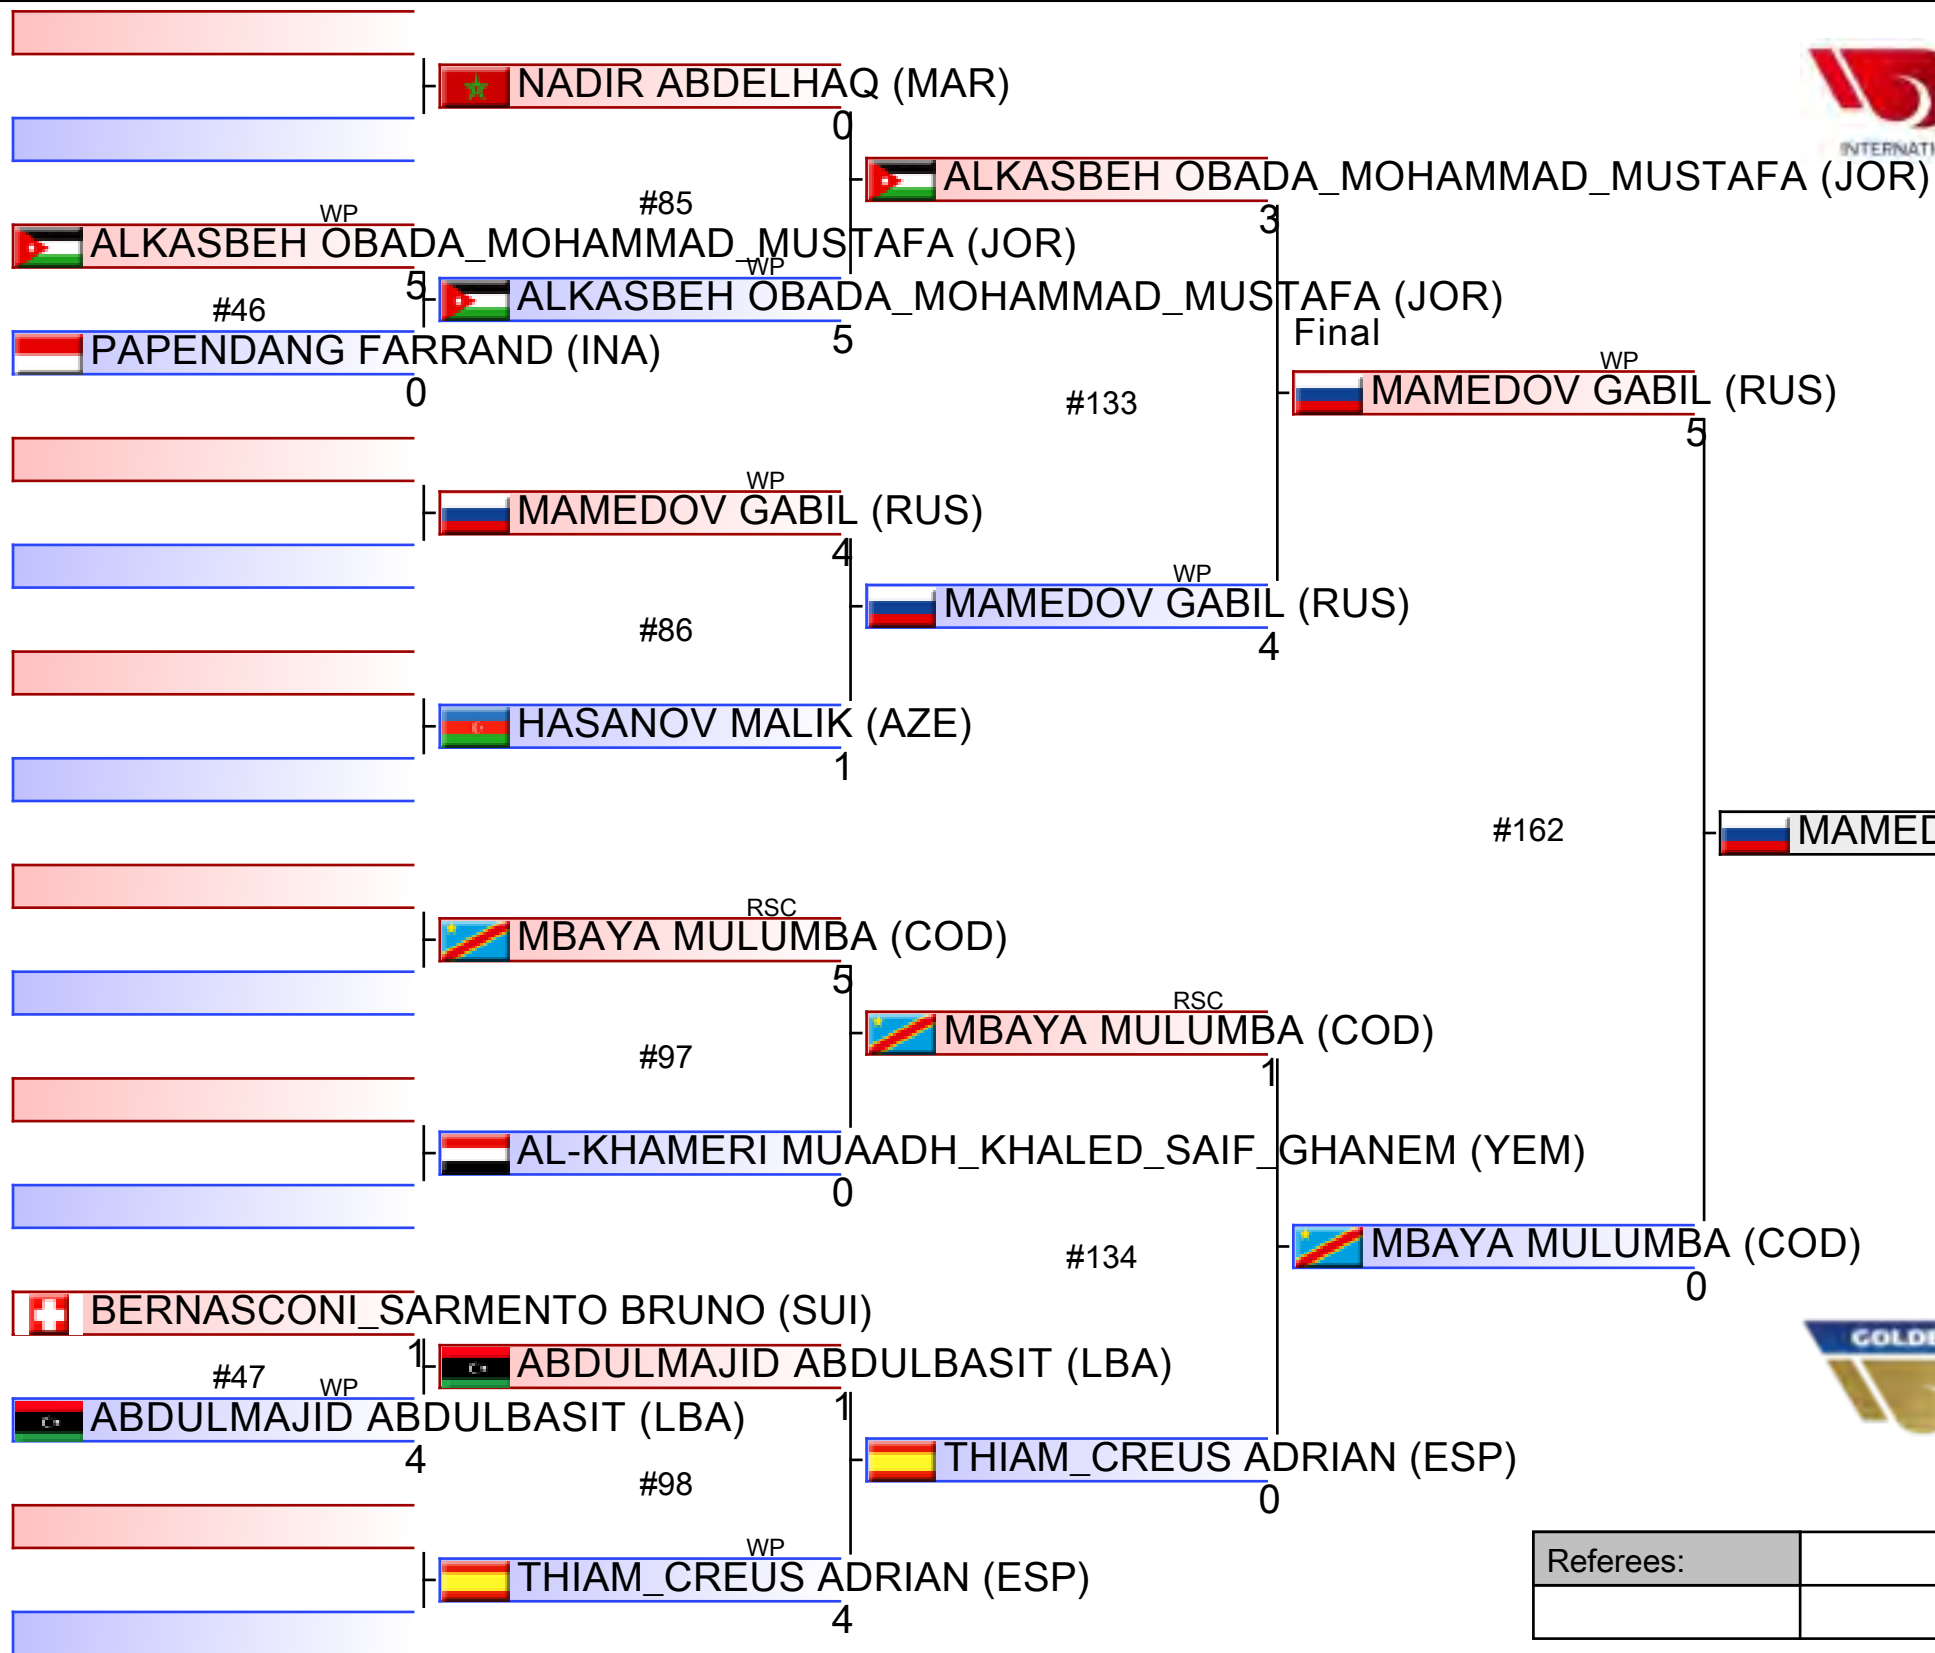 NADIR ABDELHAQ (MAR)
0
INTERNATI
ALKASBEH OBADA_MOHAMMAD_MUSTAFA (JOR)
3
#85
WP
ALKASBEH OBADA_MOHAMMAD_MUSTAFA (JOR)
5
WP
ALKASBEH OBADA_MOHAMMAD_MUSTAFA (JOR)
5
#46
PAPENDANG FARRAND (INA)
0
Final
WP
MAMEDOV GABIL (RUS)
5
#133
WP
MAMEDOV GABIL (RUS)
4
WP
MAMEDOV GABIL (RUS)
4
#86
HASANOV MALIK (AZE)
1
#162
MAMED
RSC
MBAYA MULUMBA (COD)
5
RSC
MBAYA MULUMBA (COD)
1
#97
AL-KHAMERI MUAADH_KHALED_SAIF_GHANEM (YEM)
0
#134
MBAYA MULUMBA (COD)
0
BERNASCONI_SARMENTO BRUNO (SUI)
1
GOLDE
ABDULMAJID ABDULBASIT (LBA)
1
#47
WP
ABDULMAJID ABDULBASIT (LBA)
4
THIAM_CREUS ADRIAN (ESP)
0
#98
WP
THIAM_CREUS ADRIAN (ESP)
4
Referees: